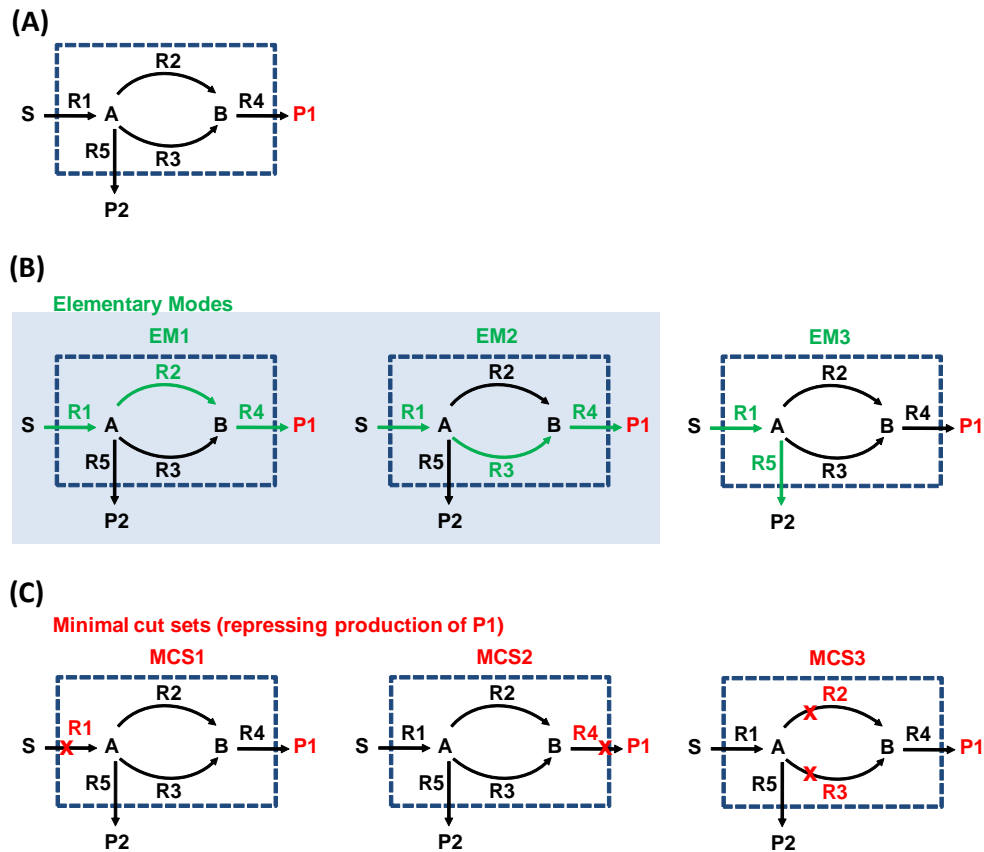 (A)
R2
S R1 A B R4 P1
R5 R3
P2
(B)
Elementary Modes
EM1 EM2 EM3
R2 R2 R2
S R1 A B R4 P1 S R1 A B R4 P1 S R1 A B R4 P1
R5 R3 R5 R3 R5 R3
P2 P2 P2
(C)
Minimal cut sets (repressing production of P1)
MCS1 MCS2 MCS3
R2 R2 R2
S R1 A B R4 P1 S R1 A B R4 P1 S R1 A B R4 P1
R5 R3 R5 R3 R5 R3
P2 P2 P2